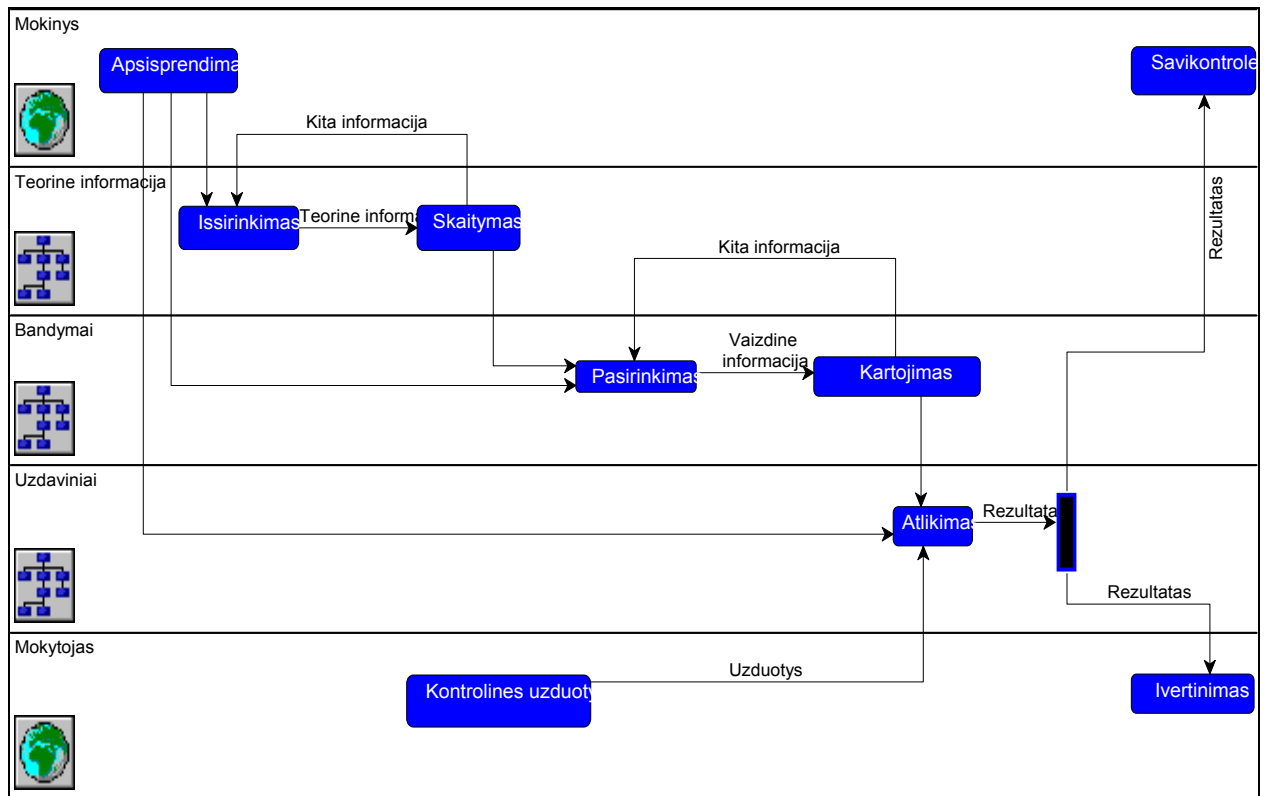 Mokinys
Apsisprendima
Savikontrole
Kita informacija
Teorine informacija
Issirinkimas
Teorine informa
Skaitymas
Kita informacija
Rezultatas
Bandymai
Vaizdine
informacija
Pasirinkimas
Kartojimas
Uzdaviniai
Atlikimas
Rezultata
Rezultatas
Mokytojas
Uzduotys
Kontrolines uzduoty
Ivertinimas